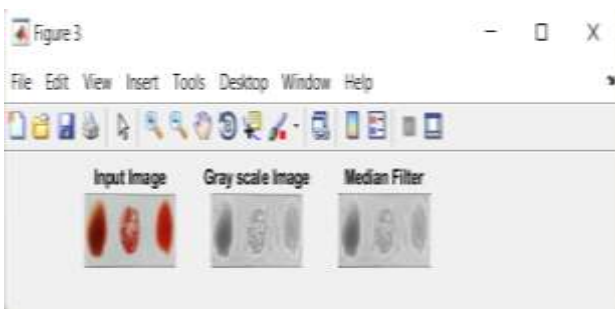 Figure 3
File Edit View Insert Tools Desktop Window Help
Input Image Gray scale Image Median Filter